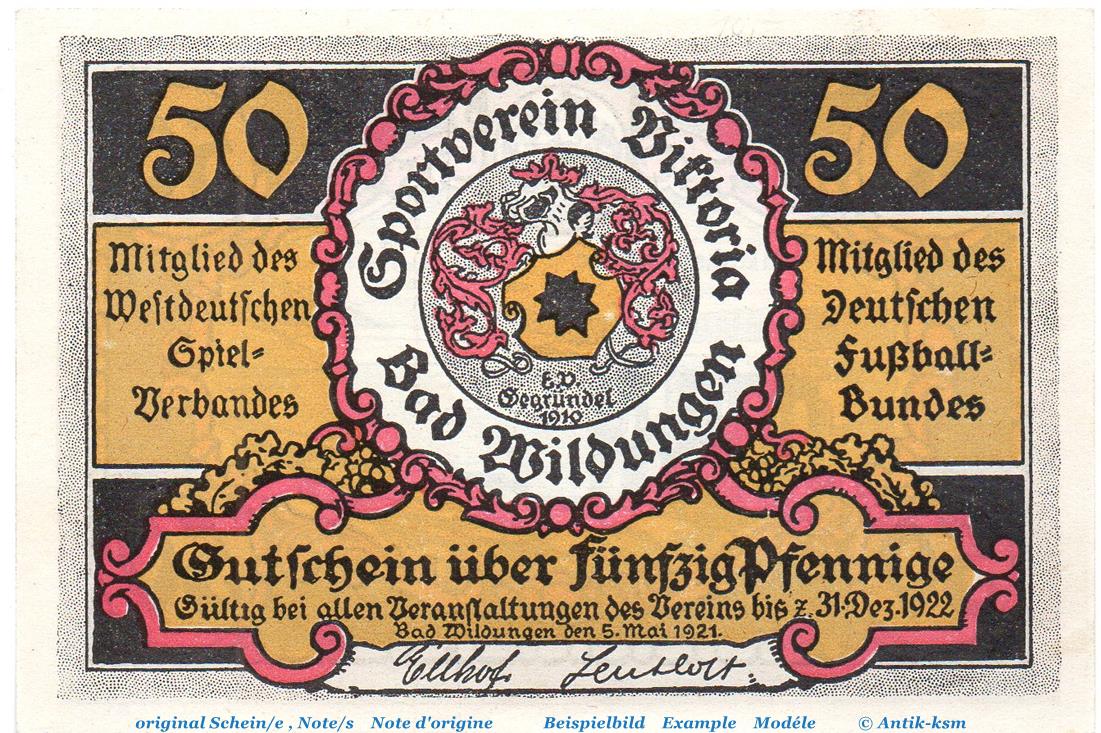 50
50
Sportverein Viktoria
Bad Wildungen
E.V.
Gegründet
1910
Mitglied des
Westdeutschen
Spiel-
Verbandes
Mitglied des
Deutschen
Fußball-
Bundes
Gutschein über fünfzig Pfennige
Gültig bei allen Veranstaltungen des Vereins bis z. 31. Dez. 1922
Bad Wildungen den 5. Mai 1921.
Ellhof
original Schein/e , Note/s Note d'origine Beispielbild Example Modéle © Antik-ksm